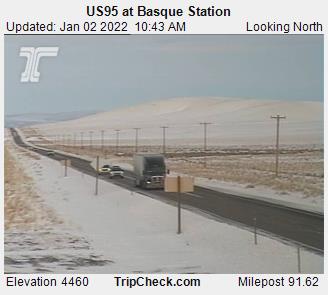 US95 at Basque Station
Updated: Jan 02 2022 10:43 AM Looking North
Elevation 4460 TripCheck.com Milepost 91.62